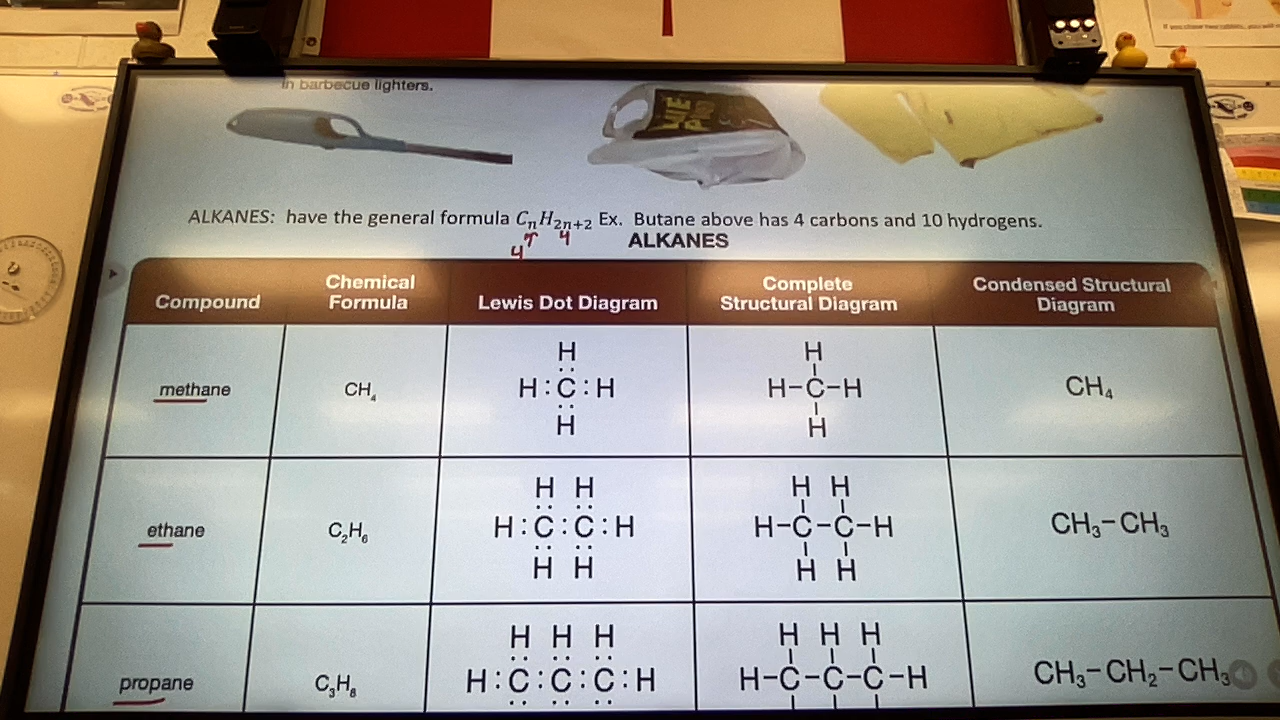 in barbecue lighters.
ALKANES: have the general formula CₙH₂ₙ₊₂ Ex. Butane above has 4 carbons and 10 hydrogens.
4 4
ALKANES
Compound
Chemical
Formula
Lewis Dot Diagram
Complete
Structural Diagram
Condensed Structural
Diagram
methane
CH₄
H
H:C:H
H
H
H-C-H
H
CH₄
ethane
C₂H₆
H H
H:C:C:H
H H
H H
H-C-C-H
H H
CH₃-CH₃
propane
C₃H₈
H H H
H:C:C:C:H
H H H
H-C-C-C-H
CH₃-CH₂-CH₃